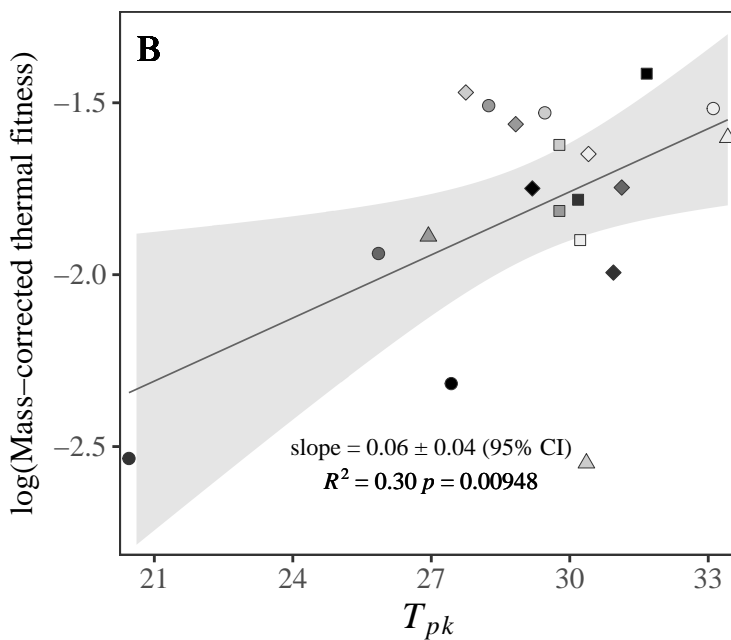 B
log(Mass−corrected thermal fitness)
−1.5
−2.0
−2.5
slope = 0.06 ± 0.04 (95% CI)
R² = 0.30 p = 0.00948
21 24 27 30 33
Tpk